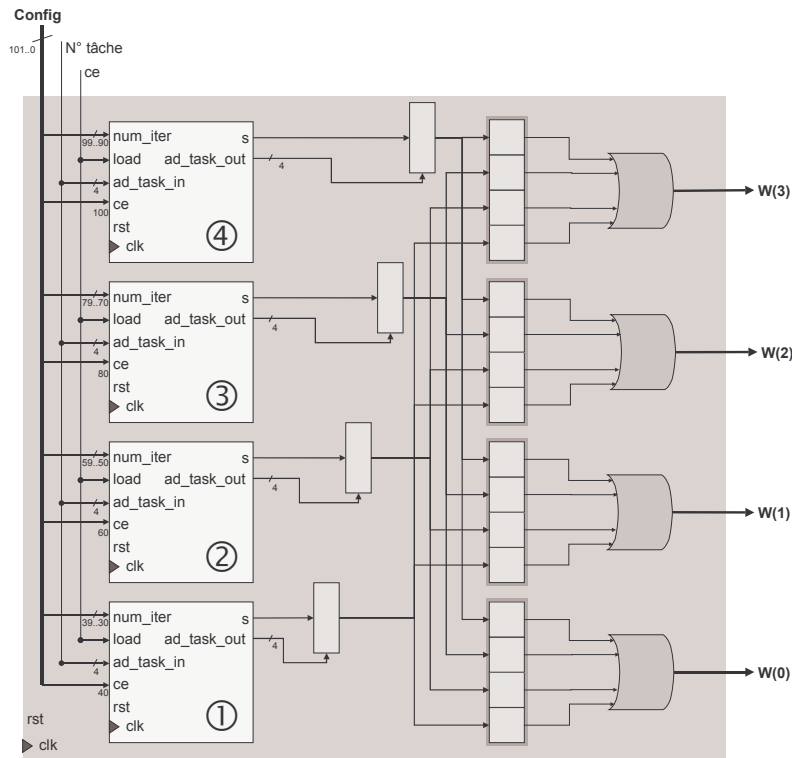 Config
101..0
N° tâche
ce
num_iter
s
99..90
load
ad_task_out
4
ad_task_in
4
ce
100
rst
clk
④
W(3)
num_iter
s
79..70
load
ad_task_out
4
ad_task_in
4
ce
80
rst
clk
③
W(2)
num_iter
s
59..50
load
ad_task_out
4
ad_task_in
4
ce
60
rst
clk
②
W(1)
num_iter
s
39..30
load
ad_task_out
4
ad_task_in
4
ce
40
rst
clk
①
W(0)
rst
clk